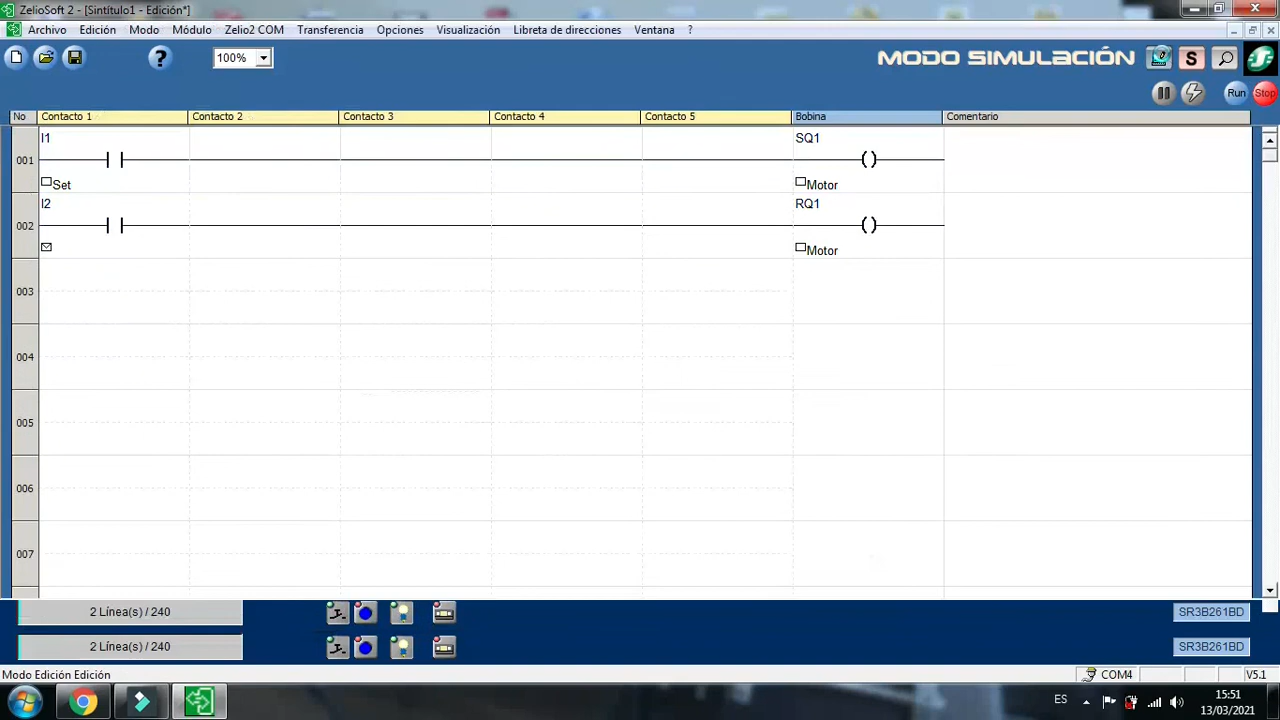 ZelioSoft 2 - [Sintítulo1 - Edición*]
Archivo Edición Modo Módulo Zelio2 COM Transferencia Opciones Visualización Libreta de direcciones Ventana ?
? 100% MODO SIMULACIÓN S
Run Stop
No Contacto 1 Contacto 2 Contacto 3 Contacto 4 Contacto 5 Bobina Comentario
I1 SQ1
001 ( )
Set Motor
I2 RQ1
002 ( )
Motor
003
004
005
006
007
2 Línea(s) / 240 SR3B261BD
2 Línea(s) / 240 SR3B261BD
Modo Edición Edición COM4 V5.1
ES 15:51
13/03/2021